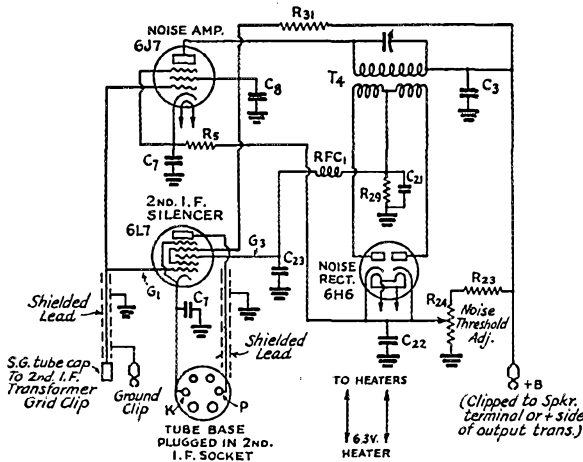 NOISE AMP.
6J7
R31
C8
T4
C3
C7
R5
RFC1
C21
R29
2ND. I.F.
SILENCER
6L7
G3
C23
NOISE
RECT.
6H6
R23
R24
Noise
Threshold
Adj.
G1
C7
Shielded
Lead
Shielded
Lead
C22
S.G. tube cap
To 2nd. I.F.
Transformer
Grid Clip
Ground
Clip
K
P
TUBE BASE
PLUGGED IN 2ND.
I.F. SOCKET
TO HEATERS
6.3V.
HEATER
+B
(Clipped to Spkr.
terminal or + side
of output trans.)